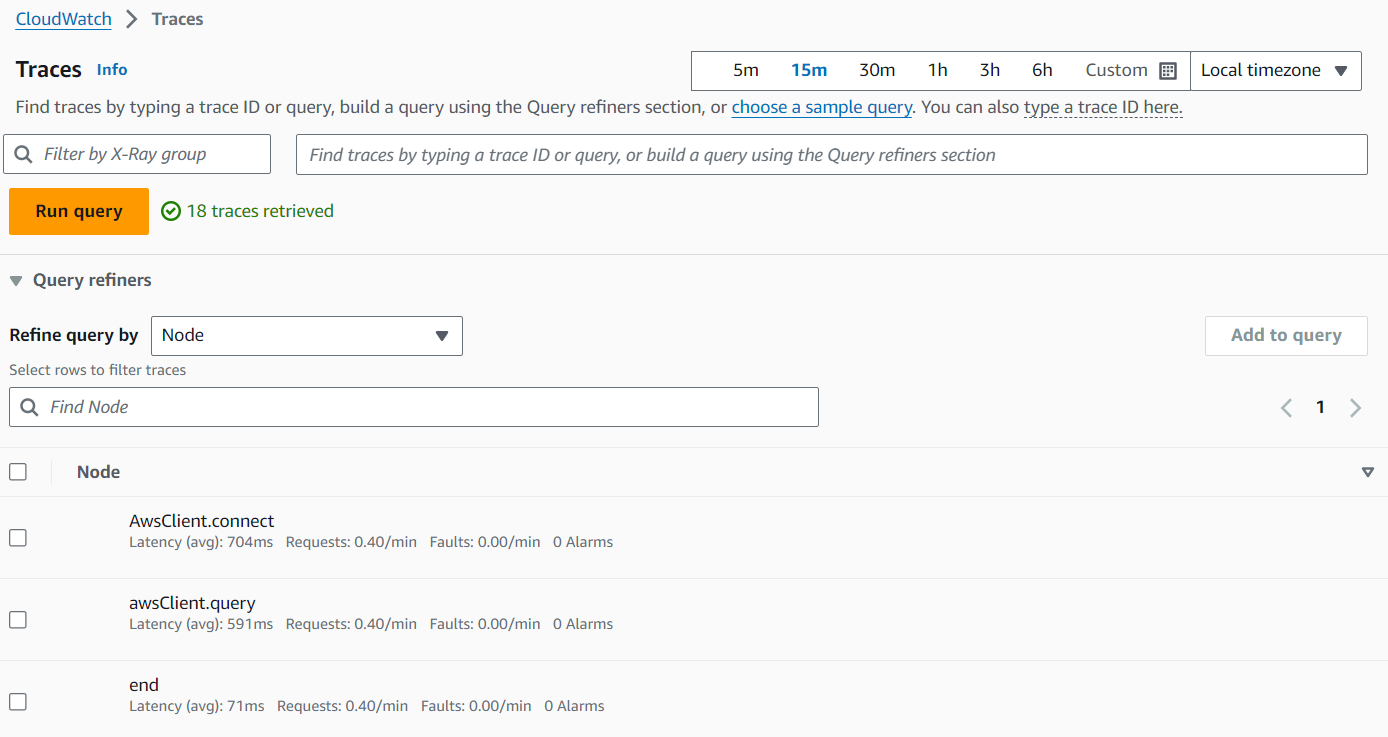 CloudWatch > Traces
Traces Info 5m 15m 30m 1h 3h 6h Custom Local timezone
Find traces by typing a trace ID or query, build a query using the Query refiners section, or choose a sample query. You can also type a trace ID here.
Filter by X-Ray group Find traces by typing a trace ID or query, or build a query using the Query refiners section
Run query 18 traces retrieved
Query refiners
Refine query by Node Add to query
Select rows to filter traces
Find Node 1
Node
AwsClient.connect
Latency (avg): 704ms Requests: 0.40/min Faults: 0.00/min 0 Alarms
awsClient.query
Latency (avg): 591ms Requests: 0.40/min Faults: 0.00/min 0 Alarms
end
Latency (avg): 71ms Requests: 0.40/min Faults: 0.00/min 0 Alarms